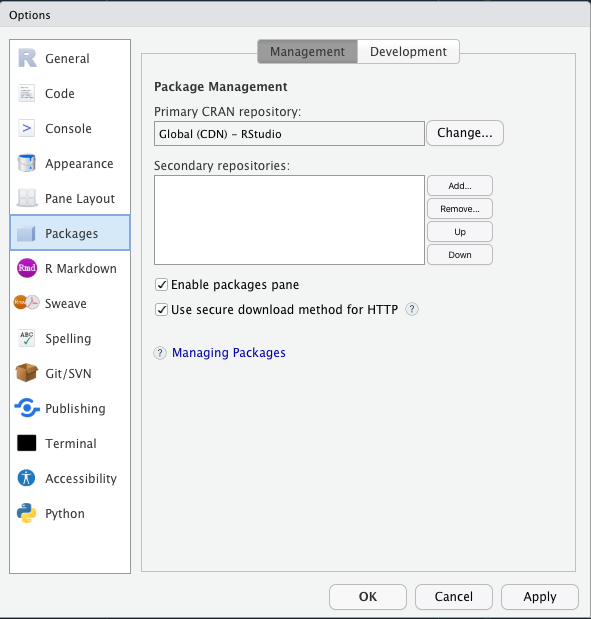 Options
General
Code
Console
Appearance
Pane Layout
Packages
Rmd R Markdown
Sweave
ABC Spelling
Git/SVN
Publishing
Terminal
Accessibility
Python
Management Development
Package Management
Primary CRAN repository:
Global (CDN) – RStudio Change...
Secondary repositories:
Add...
Remove...
Up
Down
Enable packages pane
Use secure download method for HTTP ?
? Managing Packages
OK Cancel Apply